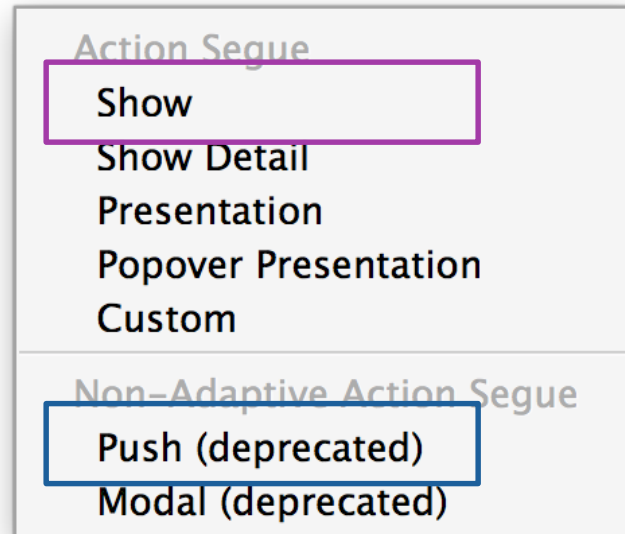 Action Segue
Show
Show Detail
Presentation
Popover Presentation
Custom
Non-Adaptive Action Segue
Push (deprecated)
Modal (deprecated)